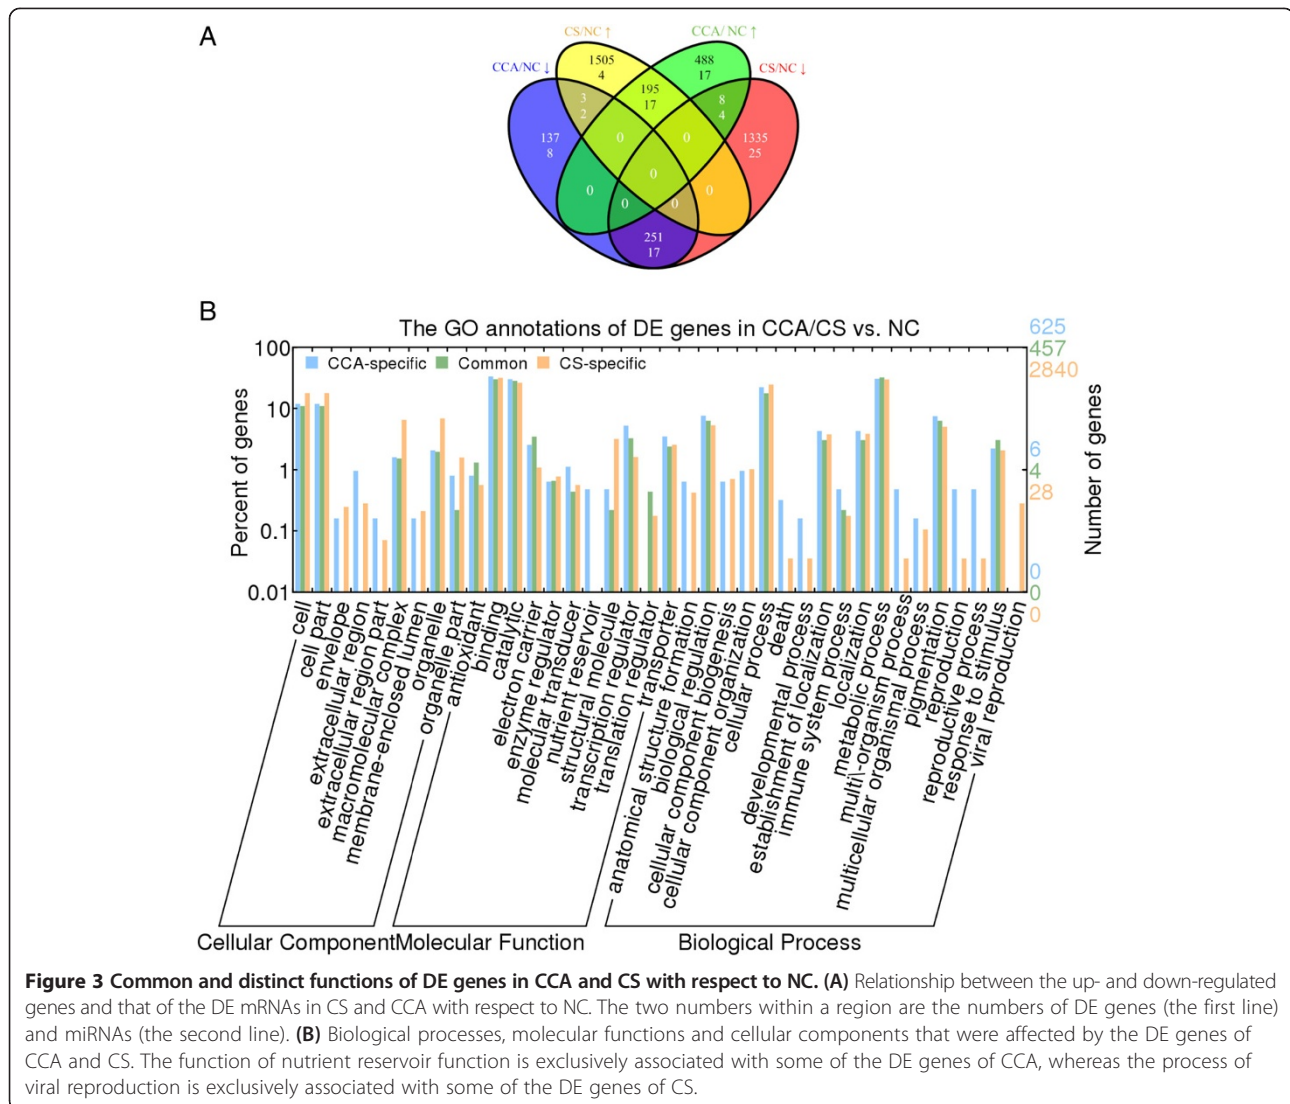 A
CS/NC ↑
CCA/ NC ↑
CCA/NC ↓
CS/NC ↓
1505
4
488
17
3
2
195
17
8
4
137
8
0
0
1335
25
0
0
0
0
0
251
17
B
The GO annotations of DE genes in CCA/CS vs. NC
CCA-specific
Common
CS-specific
Percent of genes
100
10
1
0.1
0.01
625
457
2840
6
4
28
0
0
0
Number of genes
cell
cell part
envelope
extracellular region
extracellular region part
macromolecular complex
membrane-enclosed lumen
organelle
organelle part
antioxidant
binding
catalytic
electron carrier
enzyme regulator
molecular transducer
nutrient reservoir
structural molecule
transcription regulator
translation regulator
transporter
anatomical structure formation
biological regulation
cellular component biogenesis
cellular component organization
cellular process
death
developmental process
establishment of localization
immune system process
localization
metabolic process
multi\-organism process
multicellular organismal process
pigmentation
reproduction
reproductive process
response to stimulus
viral reproduction
Cellular Component
Molecular Function
Biological Process
Figure 3 Common and distinct functions of DE genes in CCA and CS with respect to NC. (A) Relationship between the up- and down-regulated
genes and that of the DE mRNAs in CS and CCA with respect to NC. The two numbers within a region are the numbers of DE genes (the first line)
and miRNAs (the second line). (B) Biological processes, molecular functions and cellular components that were affected by the DE genes of
CCA and CS. The function of nutrient reservoir function is exclusively associated with some of the DE genes of CCA, whereas the process of
viral reproduction is exclusively associated with some of the DE genes of CS.